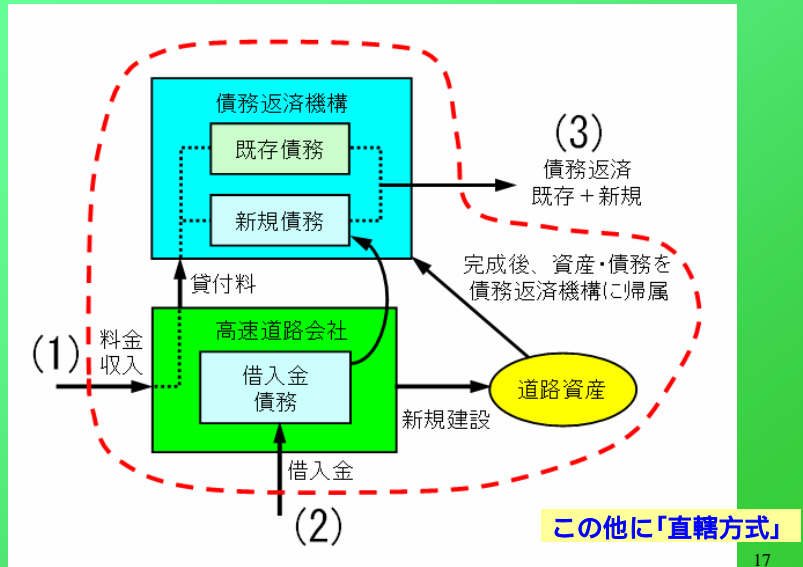 債務返済機構
既存債務
新規債務
(3)
債務返済
既存+新規
貸付料
完成後、資産・債務を
債務返済機構に帰属
(1)
料金
収入
高速道路会社
借入金
債務
新規建設
道路資産
借入金
(2)
この他に「直轄方式」
17